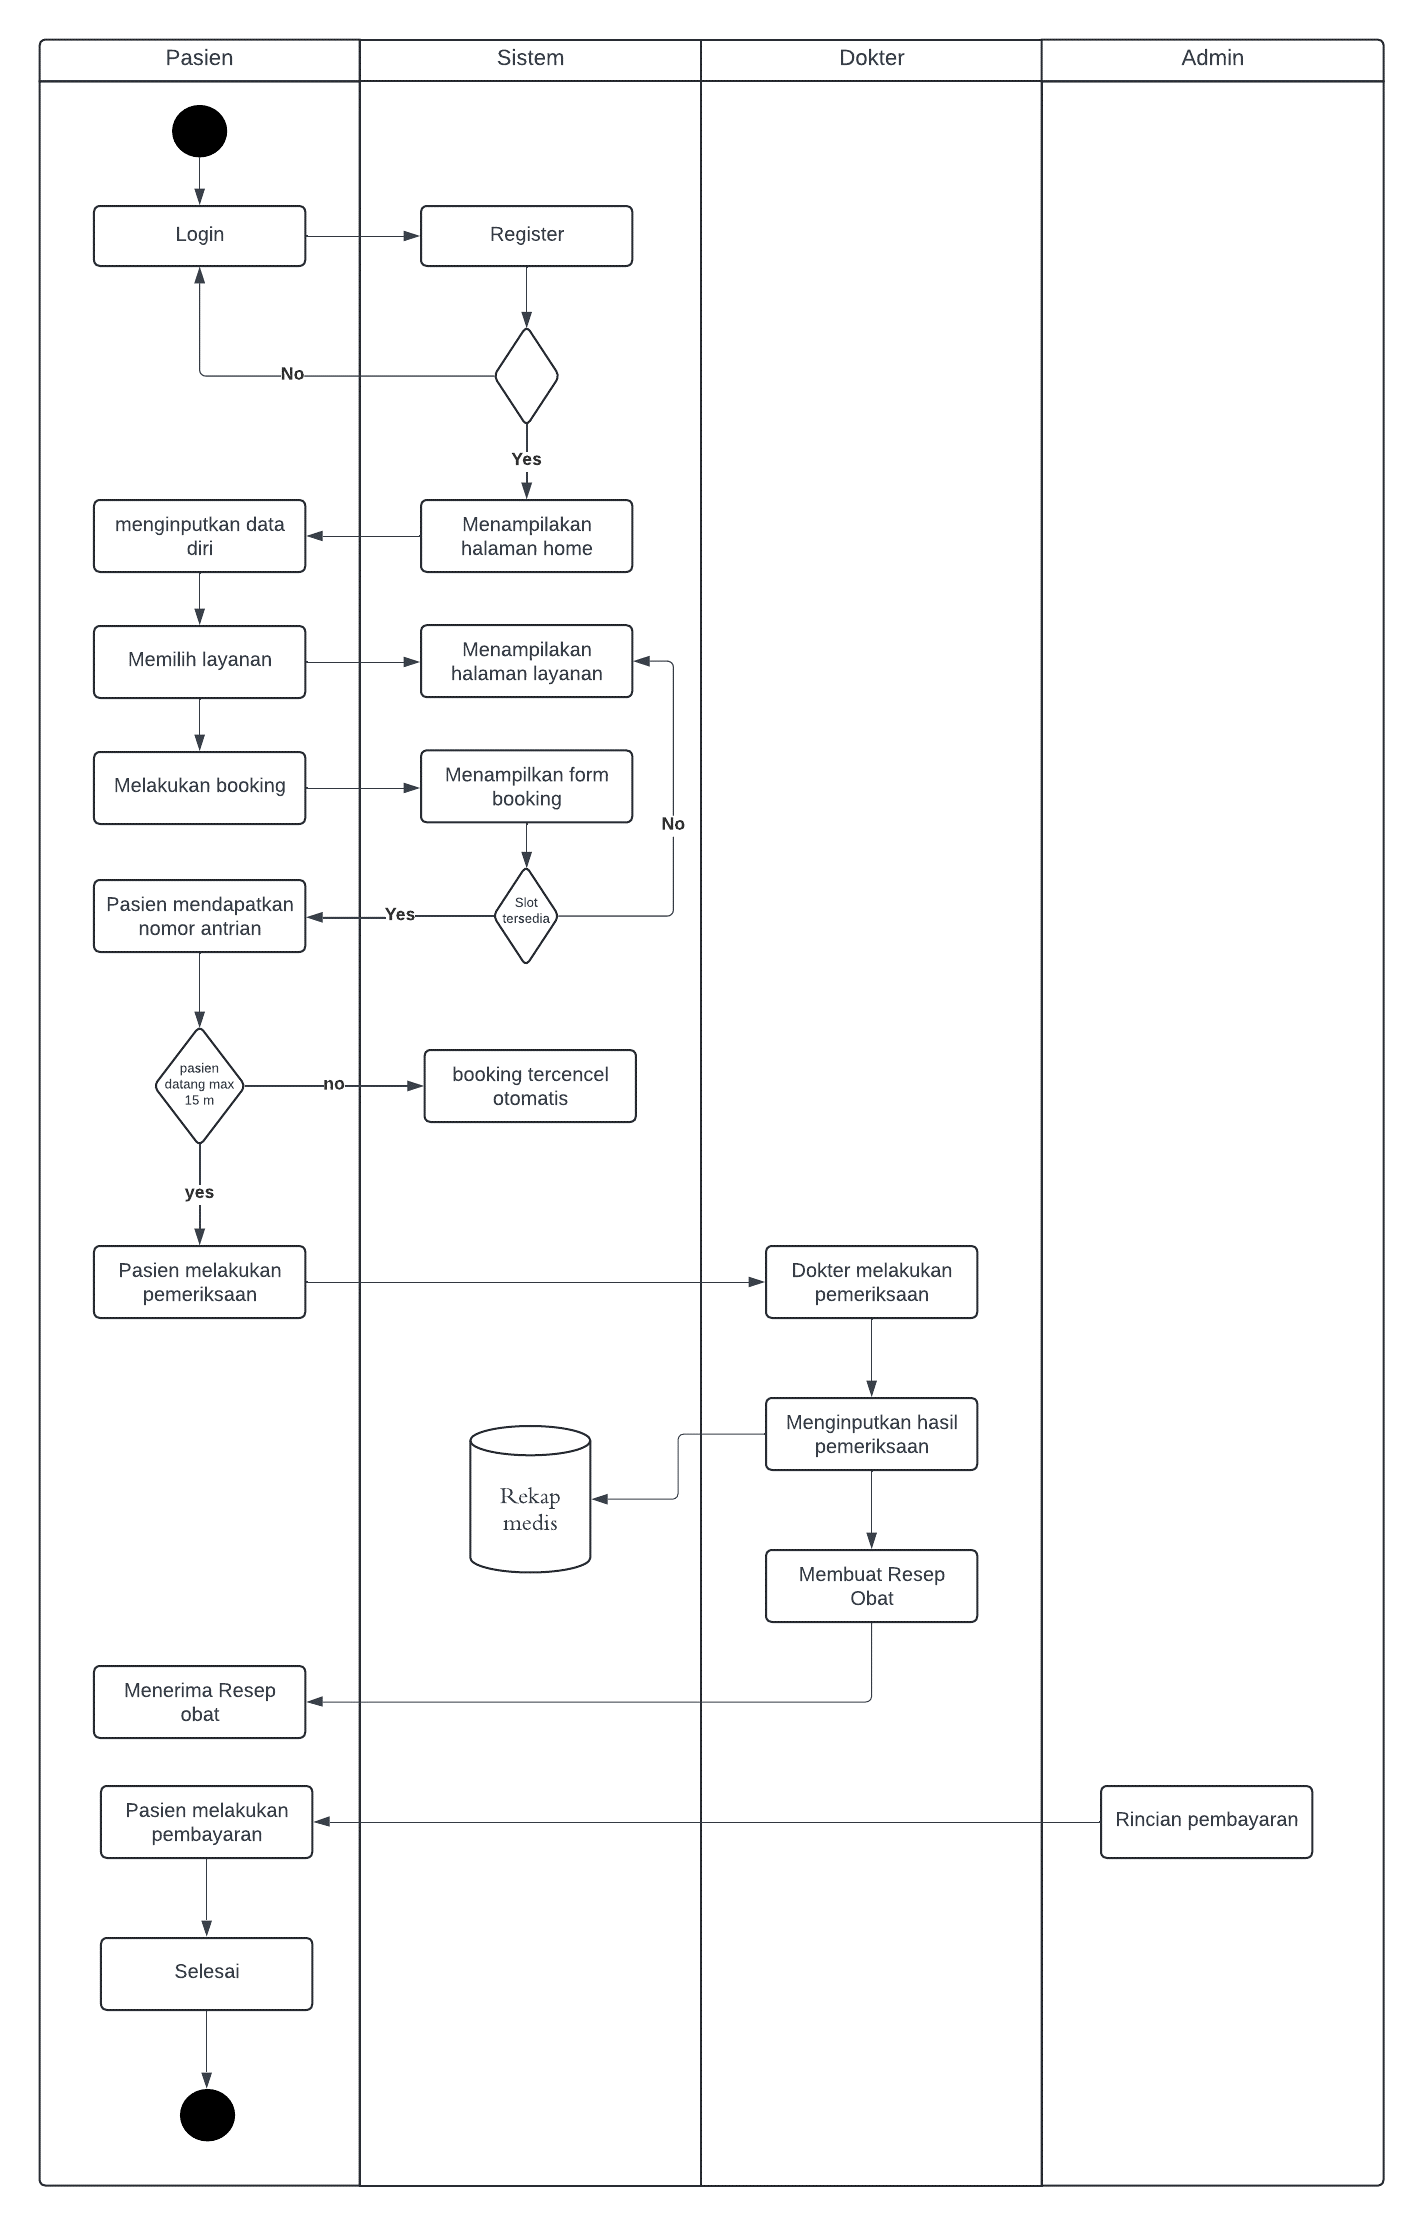 Pasien
Sistem
Dokter
Admin
Login
Register
No
Yes
menginputkan data
diri
Menampilakan
halaman home
Memilih layanan
Menampilakan
halaman layanan
Melakukan booking
Menampilkan form
booking
No
Pasien mendapatkan
nomor antrian
Yes
Slot
tersedia
pasien
datang max
15 m
no
booking tercencel
otomatis
yes
Pasien melakukan
pemeriksaan
Dokter melakukan
pemeriksaan
Menginputkan hasil
pemeriksaan
Rekap
medis
Membuat Resep
Obat
Menerima Resep
obat
Pasien melakukan
pembayaran
Rincian pembayaran
Selesai